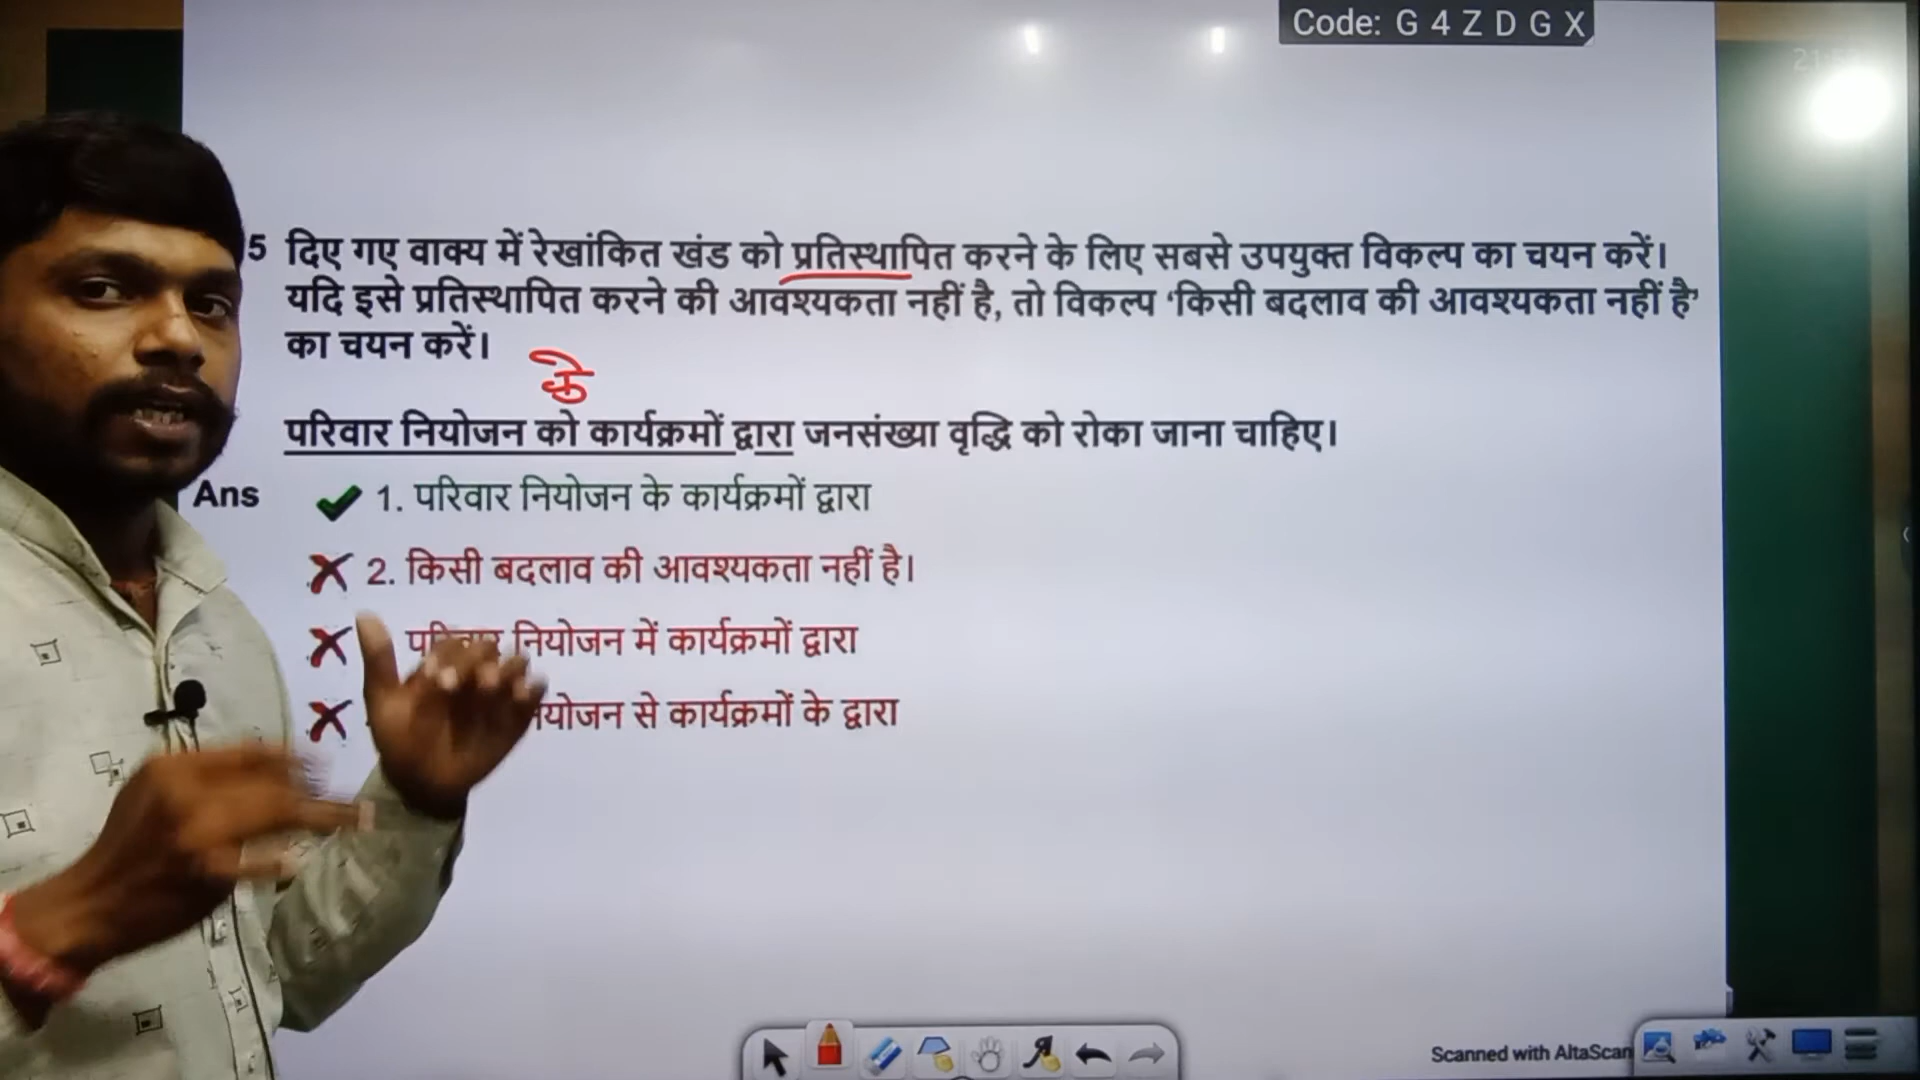 Code: G 4 Z D G X
5 दिए गए वाक्य में रेखांकित खंड को प्रतिस्थापित करने के लिए सबसे उपयुक्त विकल्प का चयन करें।
यदि इसे प्रतिस्थापित करने की आवश्यकता नहीं है, तो विकल्प ‘किसी बदलाव की आवश्यकता नहीं है’
का चयन करें।
के
परिवार नियोजन को कार्यक्रमों द्वारा जनसंख्या वृद्धि को रोका जाना चाहिए।
Ans 1. परिवार नियोजन के कार्यक्रमों द्वारा
2. किसी बदलाव की आवश्यकता नहीं है।
नियोजन में कार्यक्रमों द्वारा
से कार्यक्रमों के द्वारा
Scanned with AltaScan